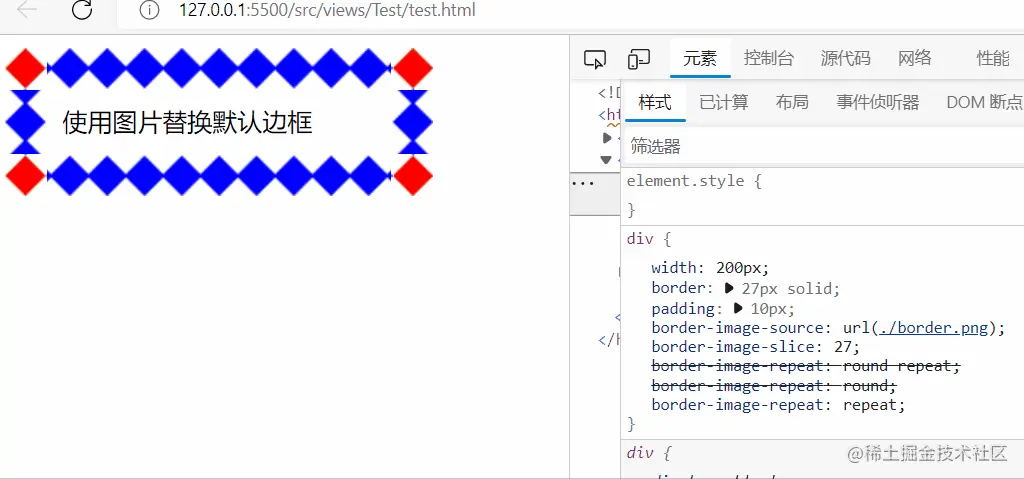 127.0.0.1:5500/src/views/Test/test.html
使用图片替换默认边框
元素 控制台 源代码 网络 性能
样式 已计算 布局 事件侦听器 DOM 断点
筛选器
<!D
<ht
<
</h
...
element.style {
}
div {
width: 200px;
border: 27px solid;
padding: 10px;
border-image-source: url(./border.png);
border-image-slice: 27;
border-image-repeat: round repeat;
border-image-repeat: round;
border-image-repeat: repeat;
}
div {
@稀土掘金技术社区